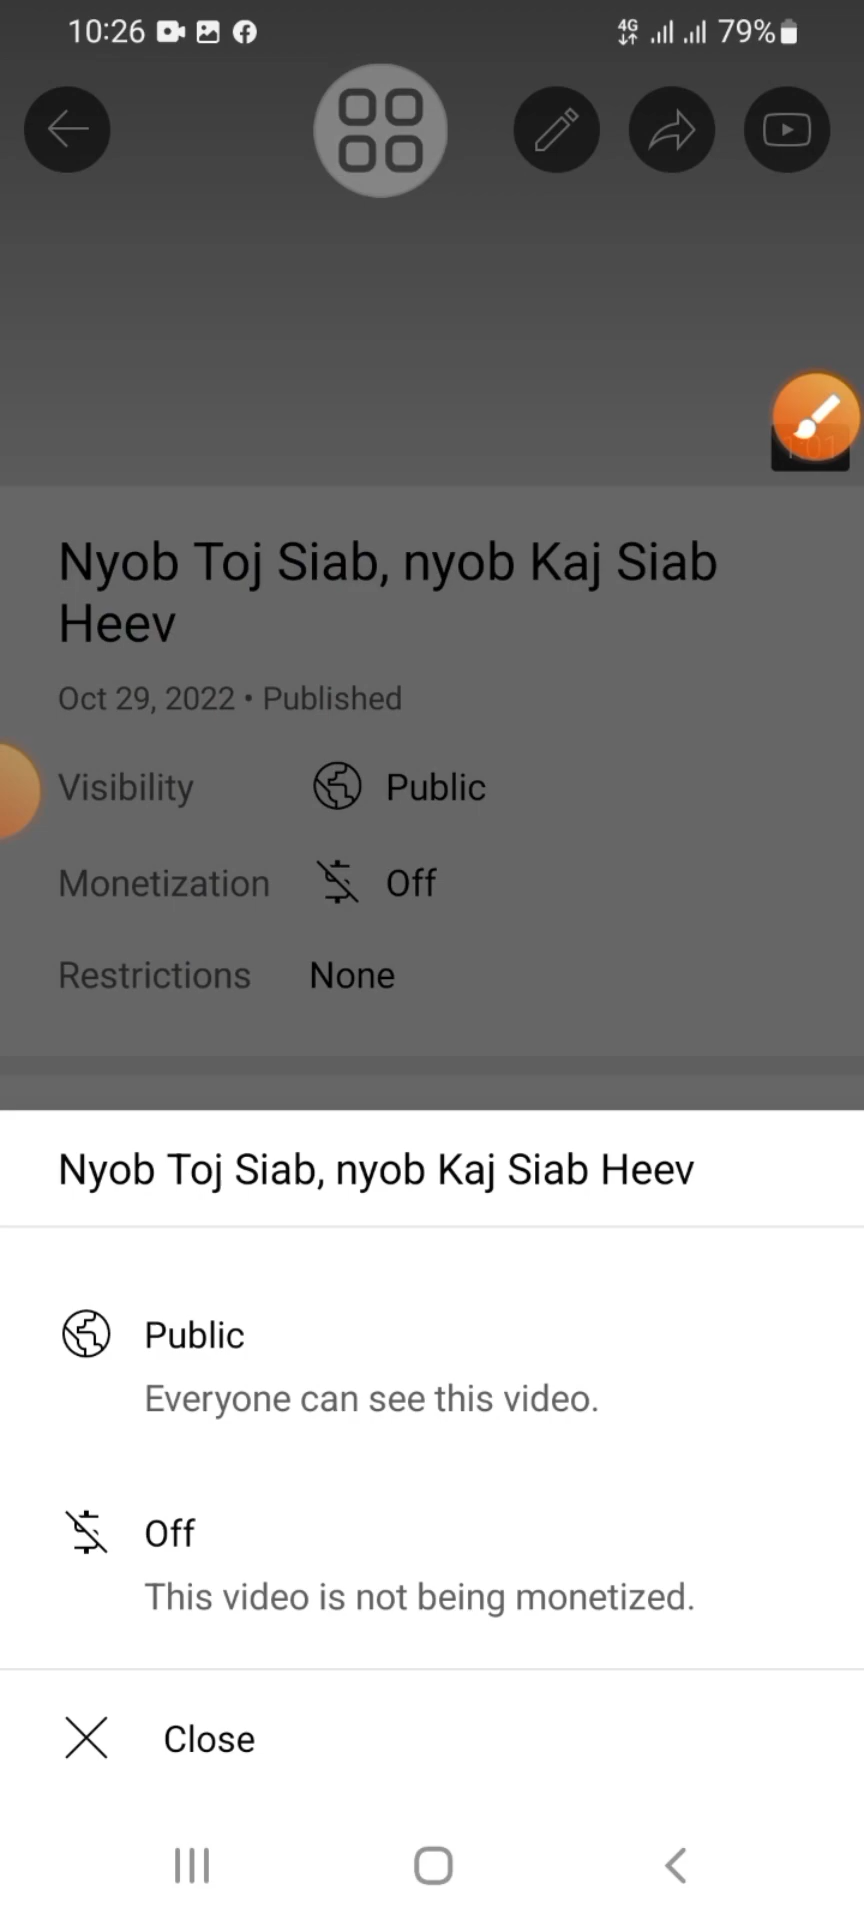 10:26
4G 79%
Nyob Toj Siab, nyob Kaj Siab
Heev
Oct 29, 2022 • Published
Visibility Public
Monetization Off
Restrictions None
Nyob Toj Siab, nyob Kaj Siab Heev
Public
Everyone can see this video.
Off
This video is not being monetized.
Close